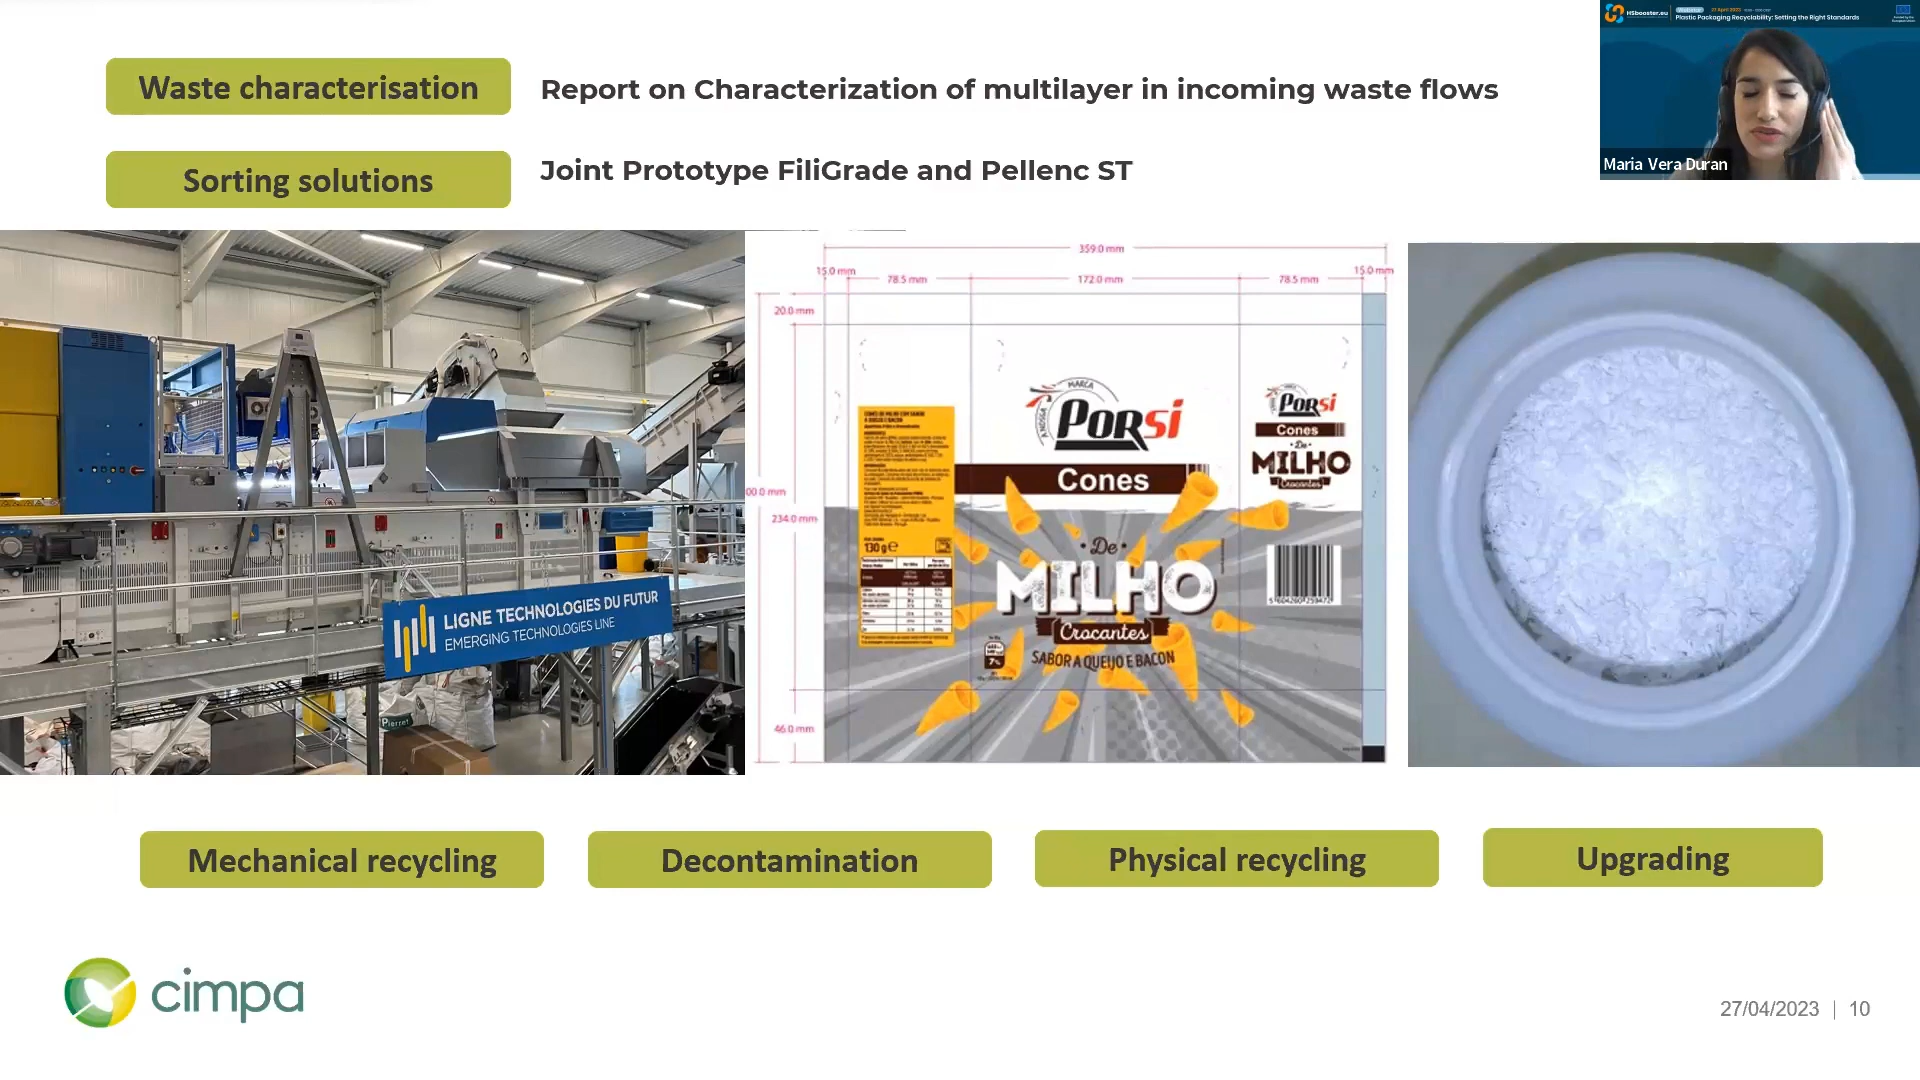 HSbooster.eu
Webinar
27 April 2023
Plastic Packaging Recyclability: Setting the Right Standards
Maria Vera Duran
Waste characterisation
Report on Characterization of multilayer in incoming waste flows
Sorting solutions
Joint Prototype FiliGrade and Pellenc ST
LIGNE TECHNOLOGIES DU FUTUR
EMERGING TECHNOLOGIES LINE
Pierret
359.0 mm
15.0 mm
15.0 mm
78.5 mm
172.0 mm
78.5 mm
20.0 mm
00.0 mm
234.0 mm
46.0 mm
MARCA
A NOSSA
PORSi
Cones
De
MILHO
Crocantes
SABOR A QUEIJO E BACON
130 g e
7%
PORSi
Cones
De
MILHO
Crocantes
Mechanical recycling
Decontamination
Physical recycling
Upgrading
cimpa
27/04/2023 | 10